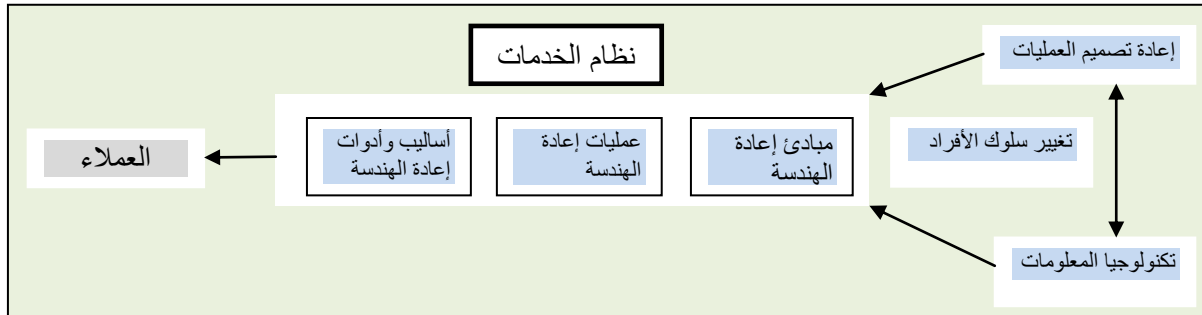 نظام الخدمات
إعادة تصميم العمليات
تغيير سلوك الأفراد
تكنولوجيا المعلومات
مبادئ إعادة
الهندسة
عمليات إعادة
الهندسة
أساليب وأدوات
إعادة الهندسة
العملاء